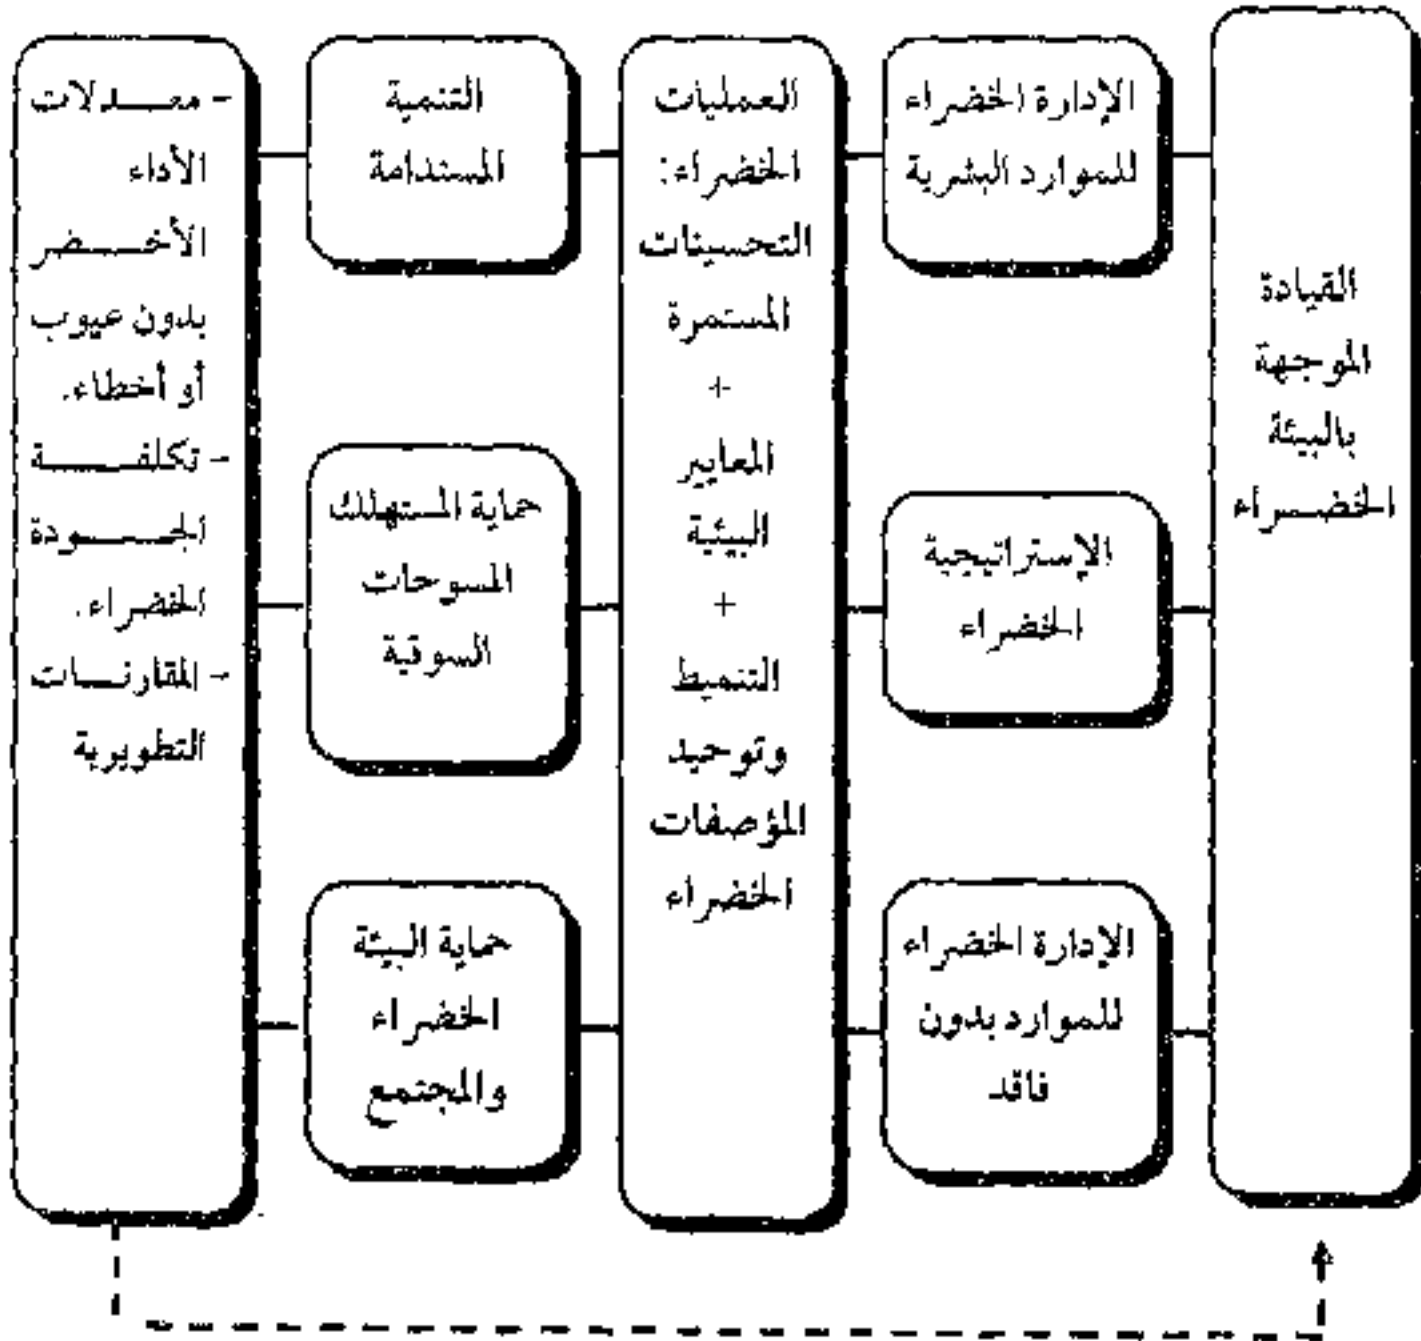 القيادة
الموجهة
بالبيئة
الخضراء
الإدارة الخضراء
للموارد البشرية
الإستراتيجية
الخضراء
الإدارة الخضراء
للموارد بدون
فاقد
العمليات
الخضراء:
التحسينات
المستمرة
+
المعايير
البيئية
+
التنميط
وتوحيد
المؤصفات
الخضراء
التنمية
المستدامة
حماية المستهلك
المسوحات
السوقية
حماية البيئة
الخضراء
والمجتمع
- معدلات
الأداء
الأخضر
بدون عيوب
أو أخطاء.
- تكلفة
الجودة
الخضراء.
- المقارنات
التطويرية